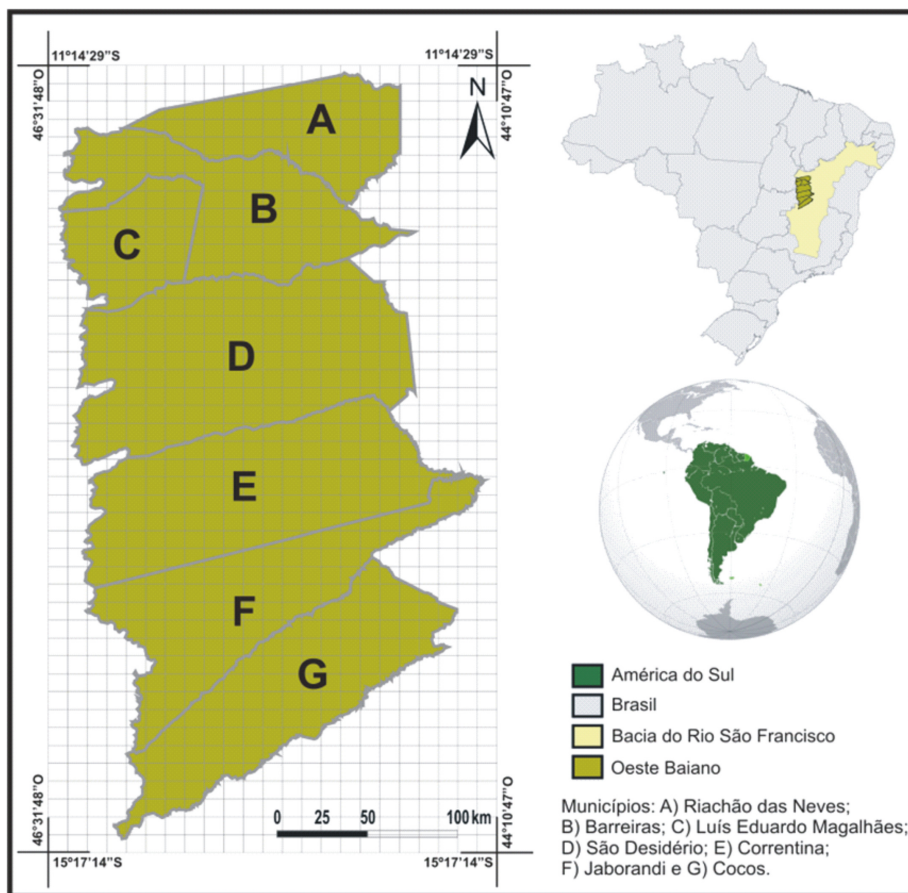 11°14'29"S
11°14'29"S
46°31'48"O
44°10'47"O
N
A
B
C
D
E
F
G
0 25 50 100 km
46°31'48"O
44°10'47"O
15°17'14"S
15°17'14"S
América do Sul
Brasil
Bacia do Rio São Francisco
Oeste Baiano
Municípios: A) Riachão das Neves;
B) Barreiras; C) Luís Eduardo Magalhães;
D) São Desidério; E) Correntina;
F) Jaborandi e G) Cocos.